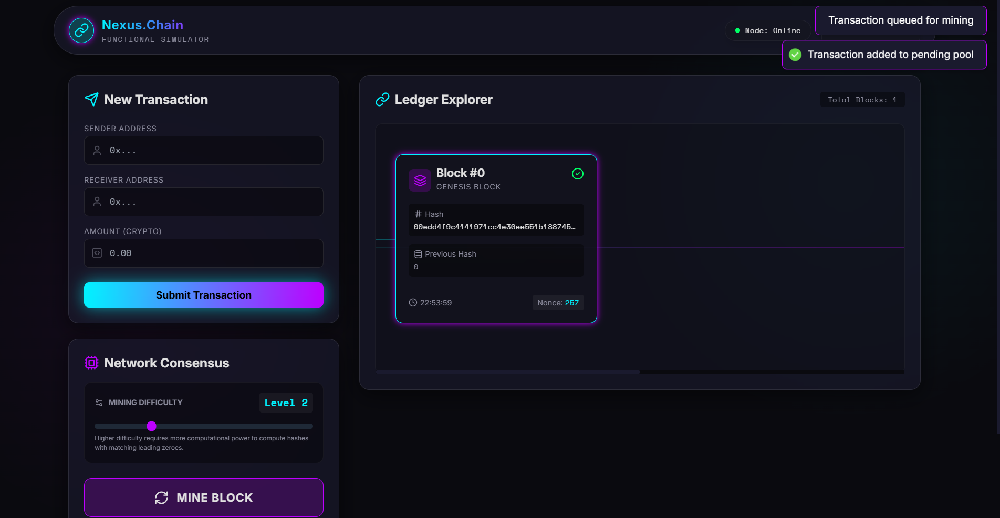 Nexus.Chain
FUNCTIONAL SIMULATOR
Node: Online
Transaction queued for mining
Transaction added to pending pool
New Transaction
SENDER ADDRESS
0x...
RECEIVER ADDRESS
0x...
AMOUNT (CRYPTO)
0.00
Submit Transaction
Network Consensus
MINING DIFFICULTY
Level 2
Higher difficulty requires more computational power to compute hashes
with matching leading zeroes.
MINE BLOCK
Ledger Explorer
Total Blocks: 1
Block #0
GENESIS BLOCK
Hash
00edd4f9c4141971cc4e30ee551b188745…
Previous Hash
0
22:53:59
Nonce: 257